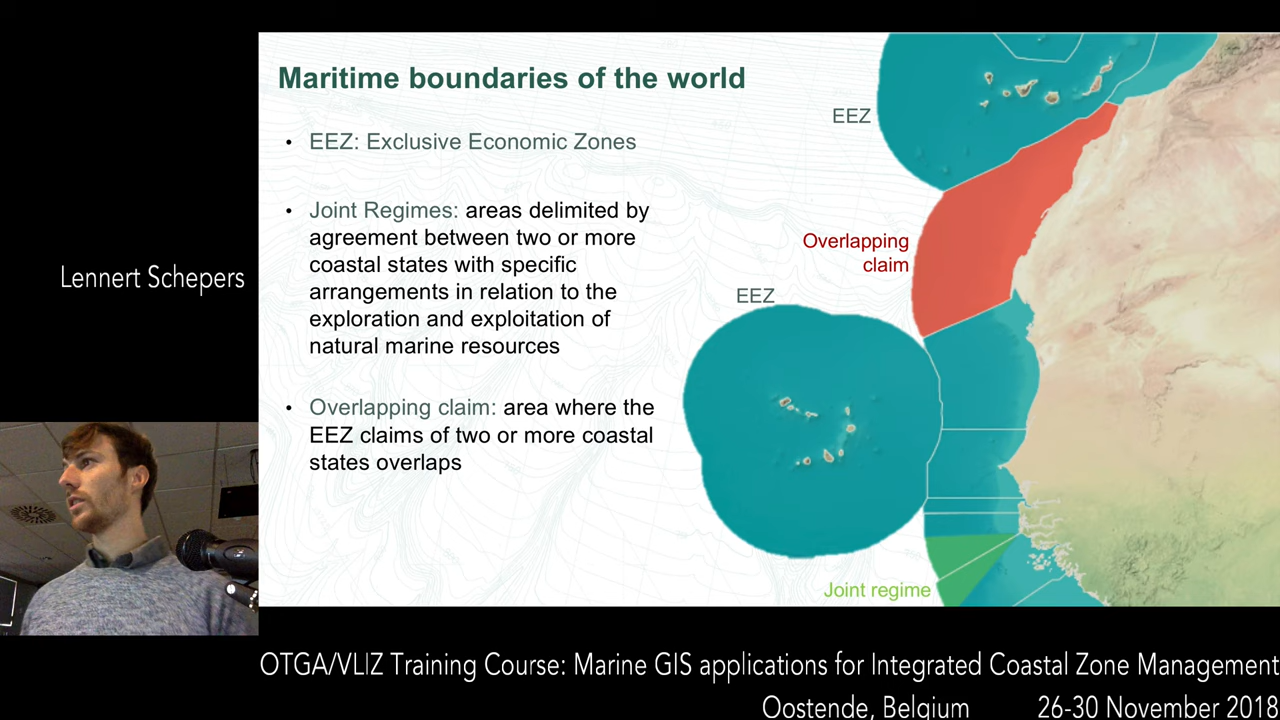 Maritime boundaries of the world
• EEZ: Exclusive Economic Zones
• Joint Regimes: areas delimited by
agreement between two or more
coastal states with specific
arrangements in relation to the
exploration and exploitation of
natural marine resources
• Overlapping claim: area where the
EEZ claims of two or more coastal
states overlaps
EEZ
Overlapping
claim
EEZ
Joint regime
Lennert Schepers
OTGA/VLIZ Training Course: Marine GIS applications for Integrated Coastal Zone Management
Oostende, Belgium 26-30 November 2018